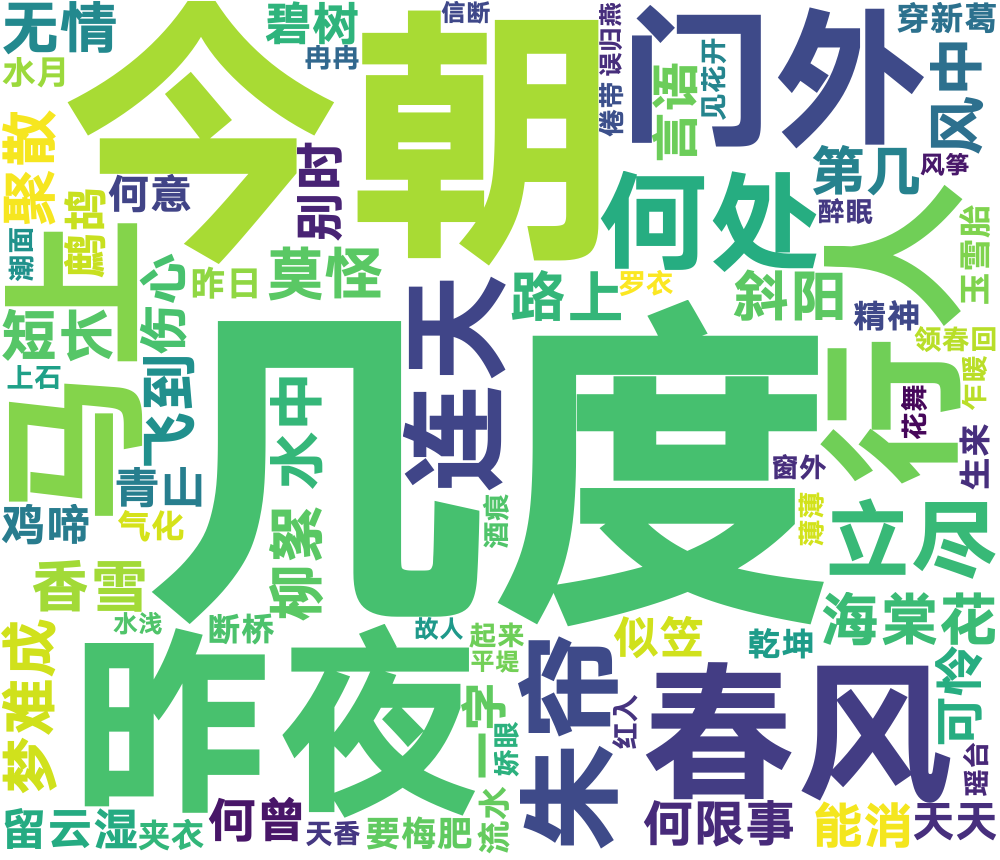 无情
碧树
信断
误归燕
门外
穿新葛
今朝
冉冉
水月
倦带
言语
见花开
风中
聚散
何意
别时
何处
第几
风筝
鹧鸪
醉眠
行人
玉雪胎
潮面
马上
伤心
昨日
莫怪
连天
路上
罗衣
斜阳
精神
领春回
短长
上石
飞到
几度
乍暖
花舞
水中
生来
青山
窗外
鸡啼
气化
柳絮
酒痕
薄薄
立尽
香雪
水浅
断桥
故人
起来
平堤
似笠
乾坤
海棠花
梦难成
昨夜
一字
娇眼
朱帘
红入
春风
可怜
瑶台
留云湿
夹衣
何曾
天香
要梅肥
流水
何限事
能消
天天